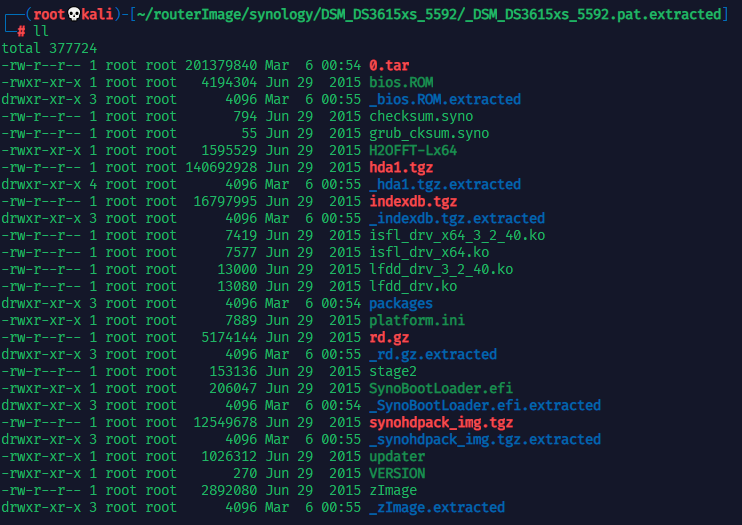 ┌──(root💀kali)-[~/routerImage/synology/DSM_DS3615xs_5592/_DSM_DS3615xs_5592.pat.extracted]
└─# ll
total 377724
-rw-r--r-- 1 root root 201379840 Mar  6 00:54 0.tar
-rwxr-xr-x 1 root root   4194304 Jun 29  2015 bios.ROM
drwxr-xr-x 3 root root      4096 Mar  6 00:55 _bios.ROM.extracted
-rw-r--r-- 1 root root       794 Jun 29  2015 checksum.syno
-rw-r--r-- 1 root root        55 Jun 29  2015 grub_cksum.syno
-rwxr-xr-x 1 root root   1595529 Jun 29  2015 H2OFFT-Lx64
-rw-r--r-- 1 root root 140692928 Jun 29  2015 hda1.tgz
drwxr-xr-x 4 root root      4096 Mar  6 00:55 _hda1.tgz.extracted
-rw-r--r-- 1 root root  16797995 Jun 29  2015 indexdb.tgz
drwxr-xr-x 3 root root      4096 Mar  6 00:55 _indexdb.tgz.extracted
-rw-r--r-- 1 root root      7419 Jun 29  2015 isfl_drv_x64_3_2_40.ko
-rw-r--r-- 1 root root      7577 Jun 29  2015 isfl_drv_x64.ko
-rw-r--r-- 1 root root     13000 Jun 29  2015 lfdd_drv_3_2_40.ko
-rw-r--r-- 1 root root     13080 Jun 29  2015 lfdd_drv.ko
drwxr-xr-x 3 root root      4096 Mar  6 00:54 packages
-rwxr-xr-x 1 root root      7889 Jun 29  2015 platform.ini
-rw-r--r-- 1 root root   5174144 Jun 29  2015 rd.gz
drwxr-xr-x 3 root root      4096 Mar  6 00:55 _rd.gz.extracted
-rw-r--r-- 1 root root    153136 Jun 29  2015 stage2
-rwxr-xr-x 1 root root    206047 Jun 29  2015 SynoBootLoader.efi
drwxr-xr-x 3 root root      4096 Mar  6 00:54 _SynoBootLoader.efi.extracted
-rw-r--r-- 1 root root  12549678 Jun 29  2015 synohdpack_img.tgz
drwxr-xr-x 3 root root      4096 Mar  6 00:55 _synohdpack_img.tgz.extracted
-rwxr-xr-x 1 root root   1026312 Jun 29  2015 updater
-rwxr-xr-x 1 root root       270 Jun 29  2015 VERSION
-rw-r--r-- 1 root root   2892080 Jun 29  2015 zImage
drwxr-xr-x 3 root root      4096 Mar  6 00:55 _zImage.extracted